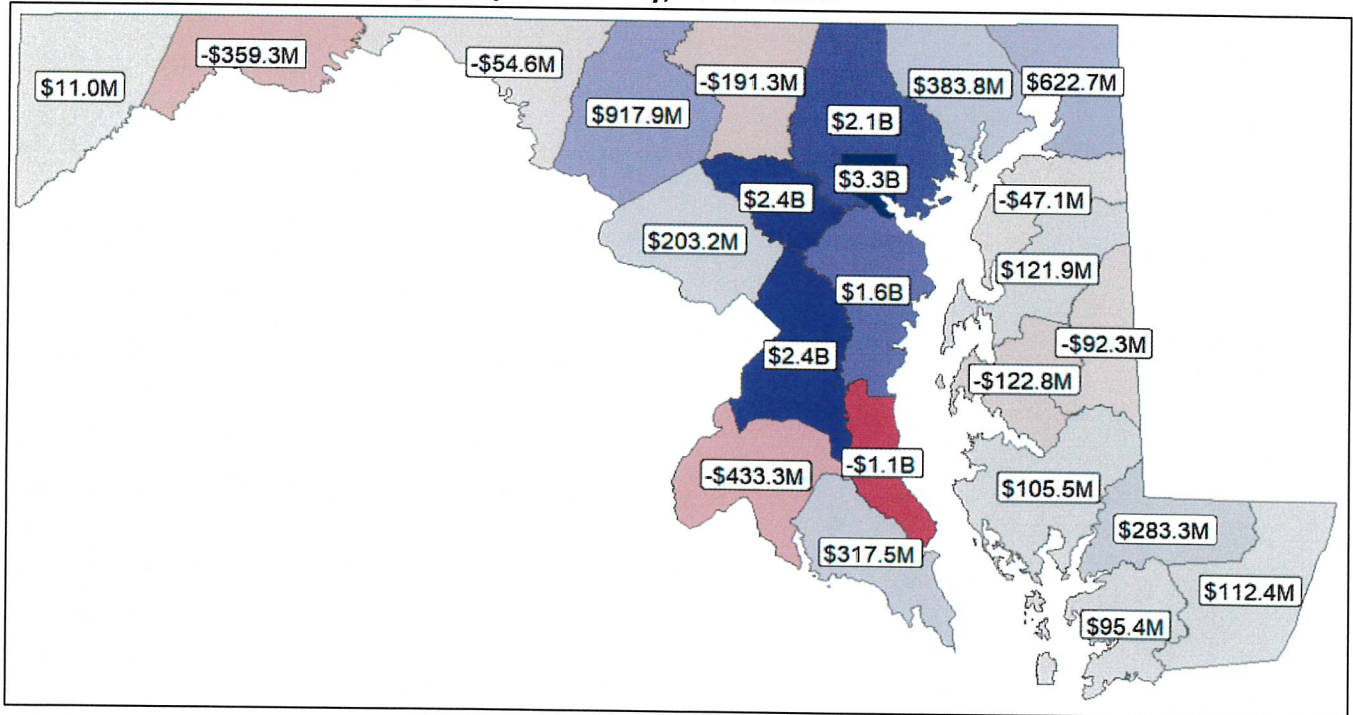 -$359.3M
-$54.6M
$11.0M
-$191.3M
$383.8M
$622.7M
$917.9M
$2.1B
$3.3B
$2.4B
-$47.1M
$203.2M
$121.9M
$1.6B
-$92.3M
$2.4B
-$122.8M
-$1.1B
-$433.3M
$105.5M
$283.3M
$317.5M
$112.4M
$95.4M